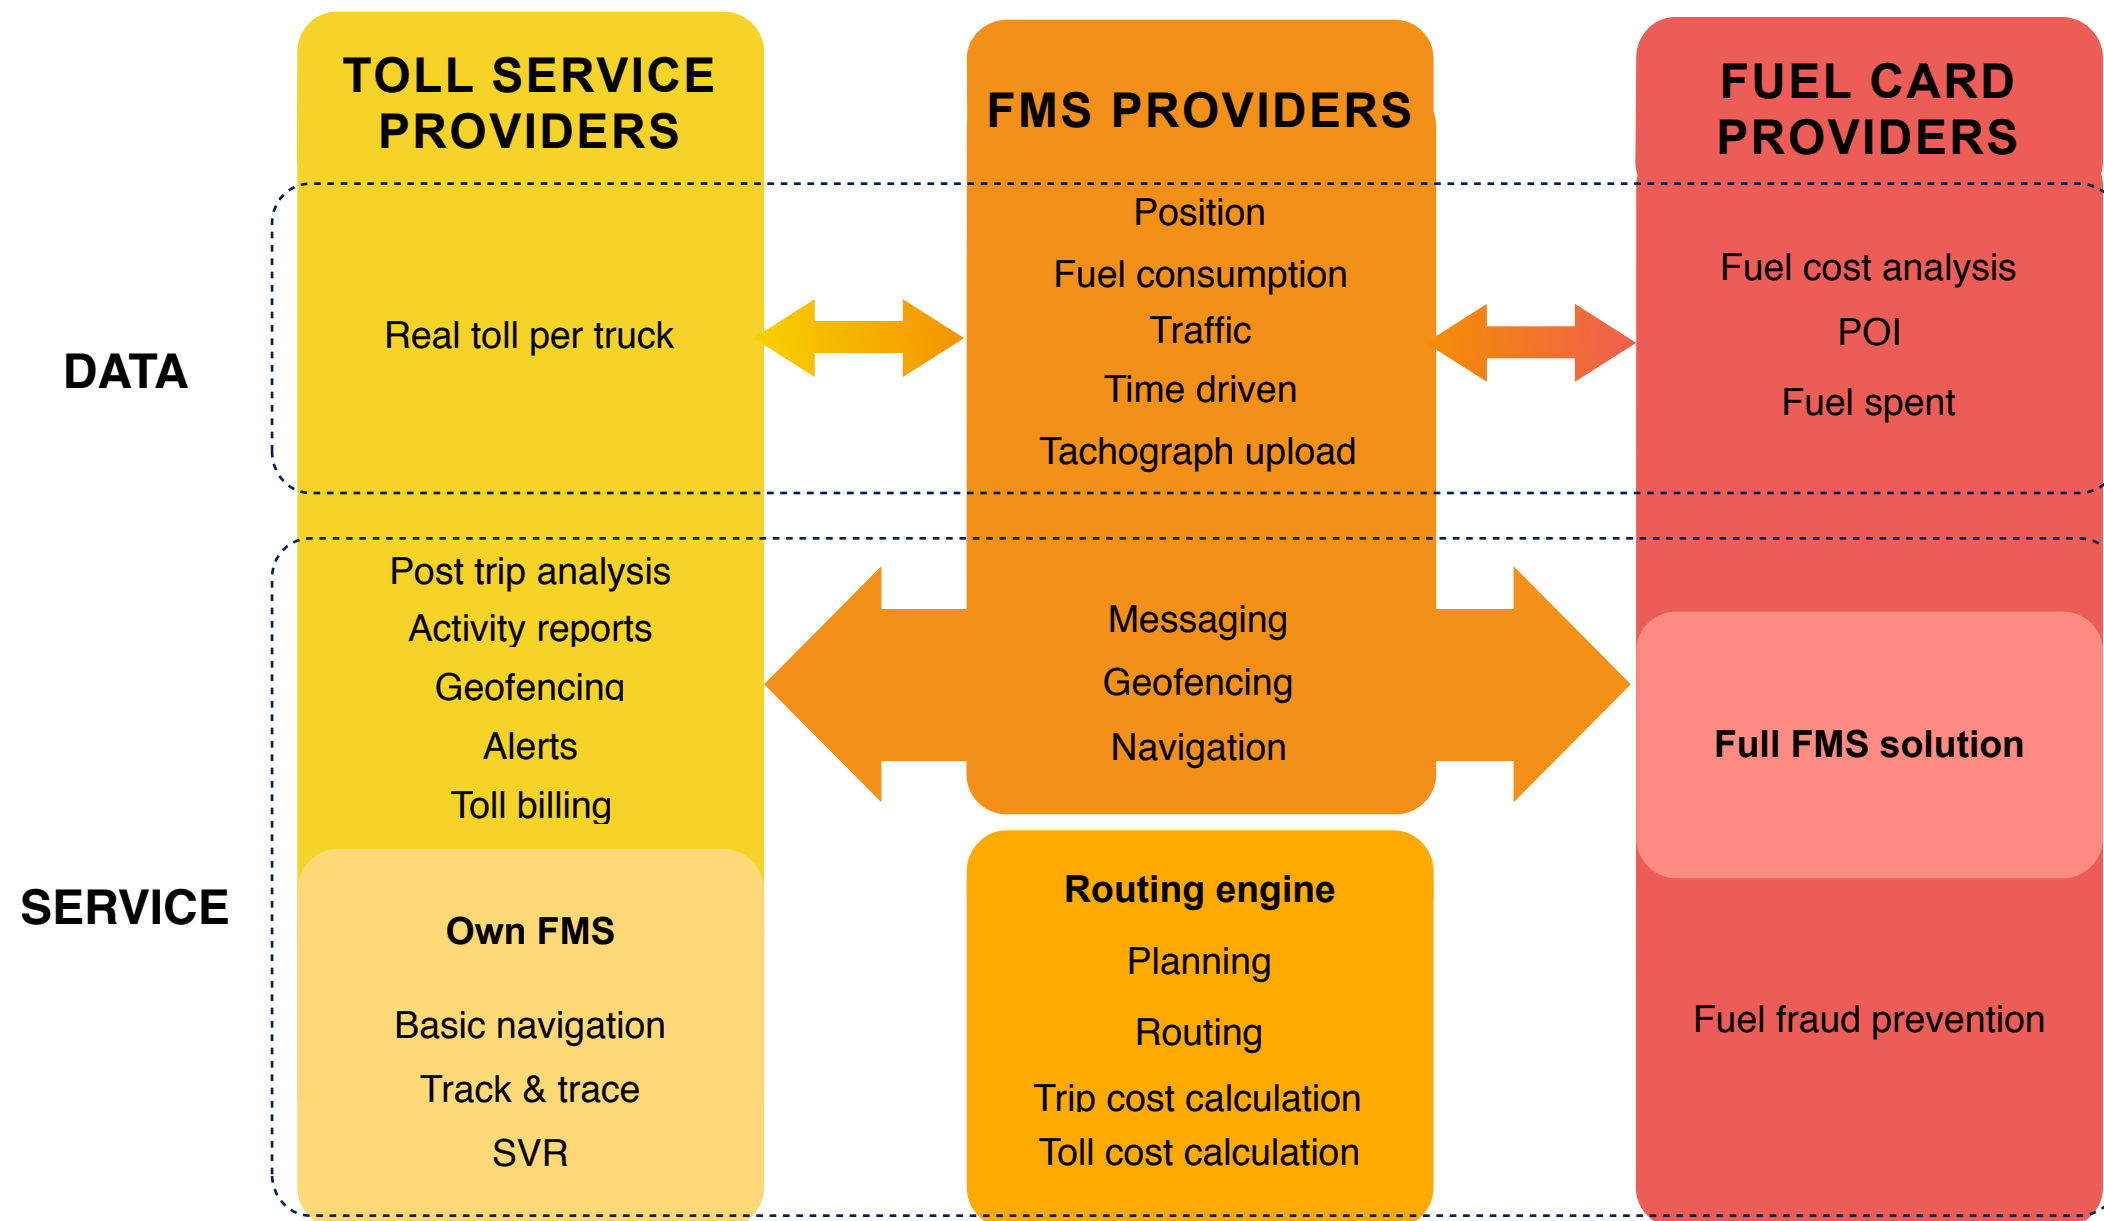 TOLL SERVICE
PROVIDERS
FMS PROVIDERS
FUEL CARD
PROVIDERS
DATA
Real toll per truck
Position
Fuel consumption
Traffic
Time driven
Tachograph upload
Fuel cost analysis
POI
Fuel spent
SERVICE
Post trip analysis
Activity reports
Geofencing
Alerts
Toll billing
Own FMS
Basic navigation
Track & trace
SVR
Messaging
Geofencing
Navigation
Routing engine
Planning
Routing
Trip cost calculation
Toll cost calculation
Full FMS solution
Fuel fraud prevention